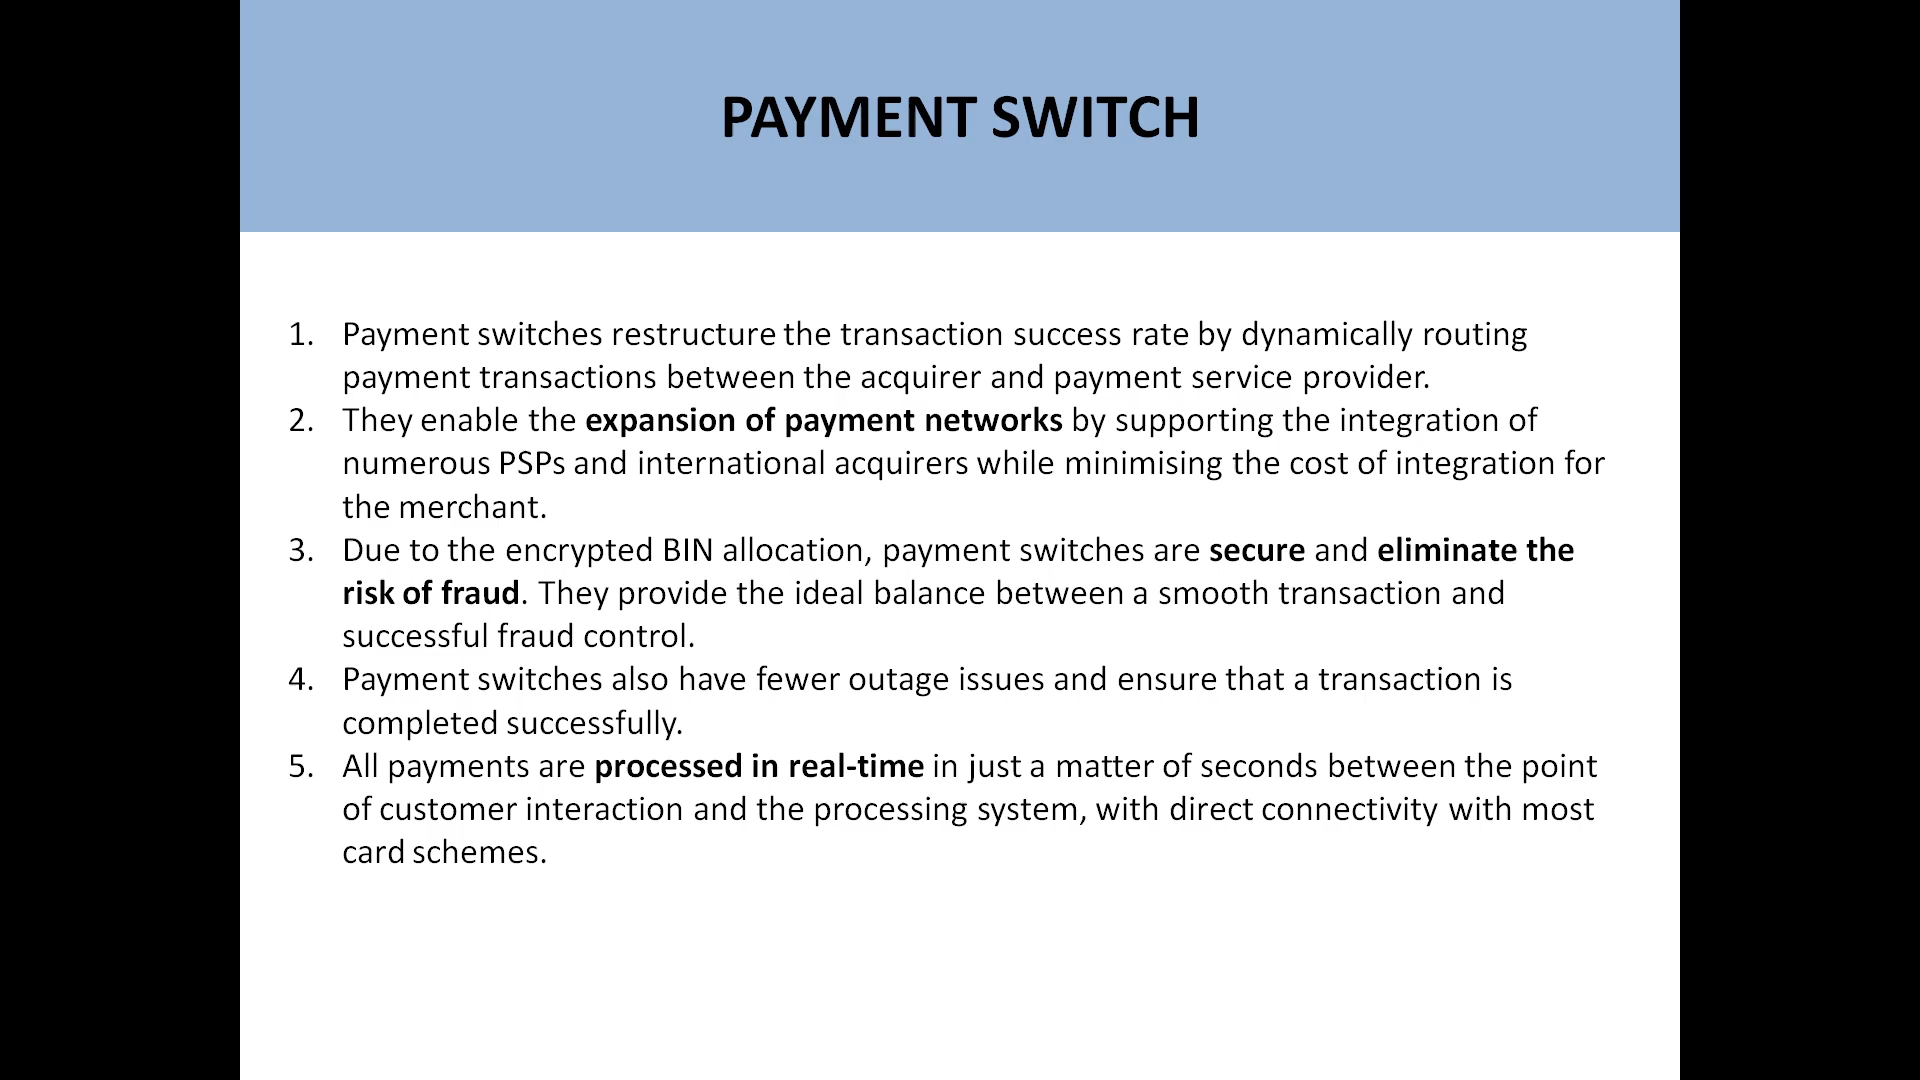 PAYMENT SWITCH
1. Payment switches restructure the transaction success rate by dynamically routing
payment transactions between the acquirer and payment service provider.
2. They enable the expansion of payment networks by supporting the integration of
numerous PSPs and international acquirers while minimising the cost of integration for
the merchant.
3. Due to the encrypted BIN allocation, payment switches are secure and eliminate the
risk of fraud. They provide the ideal balance between a smooth transaction and
successful fraud control.
4. Payment switches also have fewer outage issues and ensure that a transaction is
completed successfully.
5. All payments are processed in real-time in just a matter of seconds between the point
of customer interaction and the processing system, with direct connectivity with most
card schemes.